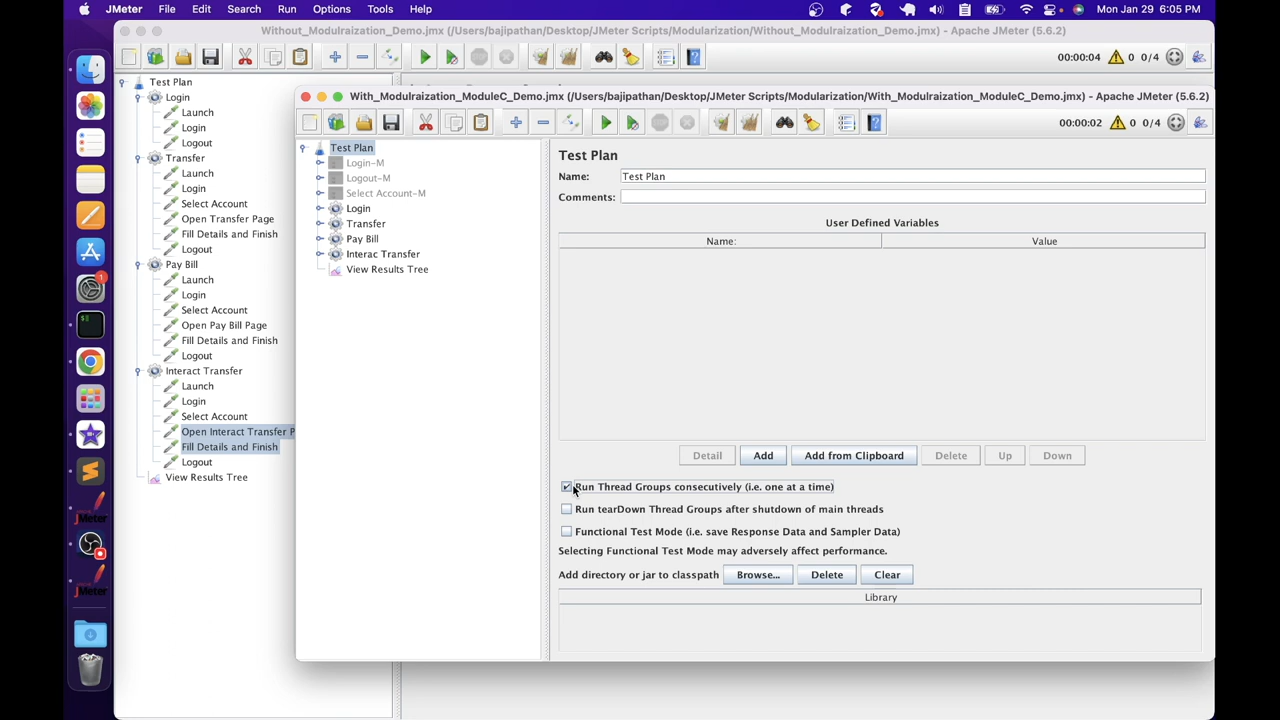 JMeter File Edit Search Run Options Tools Help Mon Jan 29 6:05 PM
Without_Modulraization_Demo.jmx (/Users/bajipathan/Desktop/JMeter Scripts/Modularization/Without_Modulraization_Demo.jmx) - Apache JMeter (5.6.2)
00:00:04 0 0/4
Test Plan
Login
Launch
Login
Logout
Transfer
Launch
Login
Select Account
Open Transfer Page
Fill Details and Finish
Logout
Pay Bill
Launch
Login
Select Account
Open Pay Bill Page
Fill Details and Finish
Logout
Interact Transfer
Launch
Login
Select Account
Open Interact Transfer P
Fill Details and Finish
Logout
View Results Tree
With_Modulraization_ModuleC_Demo.jmx (/Users/bajipathan/Desktop/JMeter Scripts/Modularization/With_Modulraization_ModuleC_Demo.jmx) - Apache JMeter (5.6.2)
00:00:02 0 0/4
Test Plan
Login-M
Logout-M
Select Account-M
Login
Transfer
Pay Bill
Interac Transfer
View Results Tree
Test Plan
Name: Test Plan
Comments:
User Defined Variables
Name: Value
Detail Add Add from Clipboard Delete Up Down
Run Thread Groups consecutively (i.e. one at a time)
Run tearDown Thread Groups after shutdown of main threads
Functional Test Mode (i.e. save Response Data and Sampler Data)
Selecting Functional Test Mode may adversely affect performance.
Add directory or jar to classpath Browse... Delete Clear
Library
1
JMeter
JMeter